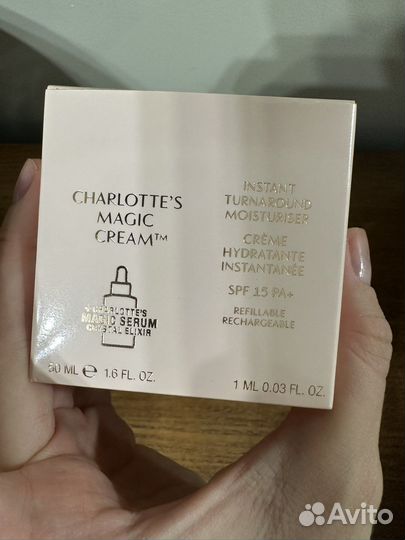 CHARLOTTE'S
MAGIC
CREAM™
+ CHARLOTTE'S
MAGIC SERUM
CRYSTAL ELIXIR
50 ML ℮ 1.6 FL. OZ.
INSTANT
TURNAROUND
MOISTURISER
CRÈME
HYDRATANTE
INSTANTANÉE
SPF 15 PA+
REFILLABLE
RECHARGEABLE
1 ML 0.03 FL. OZ.
Avito